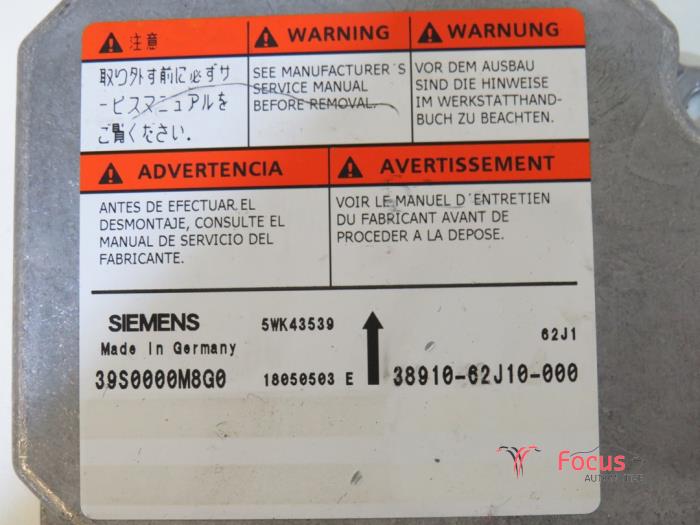 注意
取り外す前に必ずサ
ービスマニュアルを
ご覧ください.
WARNING
SEE MANUFACTURER´S
SERVICE MANUAL
BEFORE REMOVAL.
WARNUNG
VOR DEM AUSBAU
SIND DIE HINWEISE
IM WERKSTATTHAND-
BUCH ZU BEACHTEN.
ADVERTENCIA
ANTES DE EFECTUAR EL
DESMONTAJE, CONSULTE EL
MANUAL DE SERVICIO DEL
FABRICANTE.
AVERTISSEMENT
VOIR LE MANUEL D´ENTRETIEN
DU FABRICANT AVANT DE
PROCEDER A LA DEPOSE.
SIEMENS 5WK43539
62J1
Made in Germany
39S0000M8G0 18050503 E 38910-62J10-000
Focus
AUTOMOTIVE